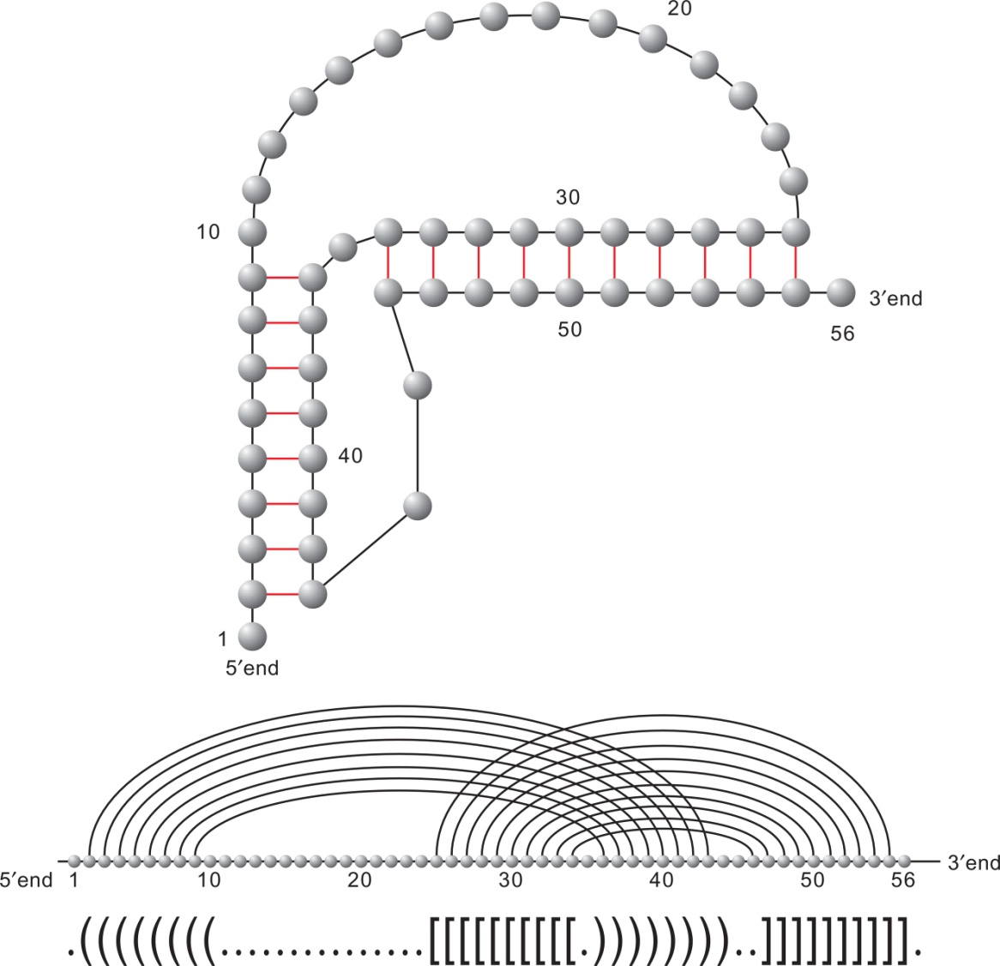 20
30
10
3′end
50
56
40
1
5′end
5′end 1 10 20 30 40 50 56 3′end
.((((((((...............[[[[[[[[[[.))))))))..]]]]]]]]]].